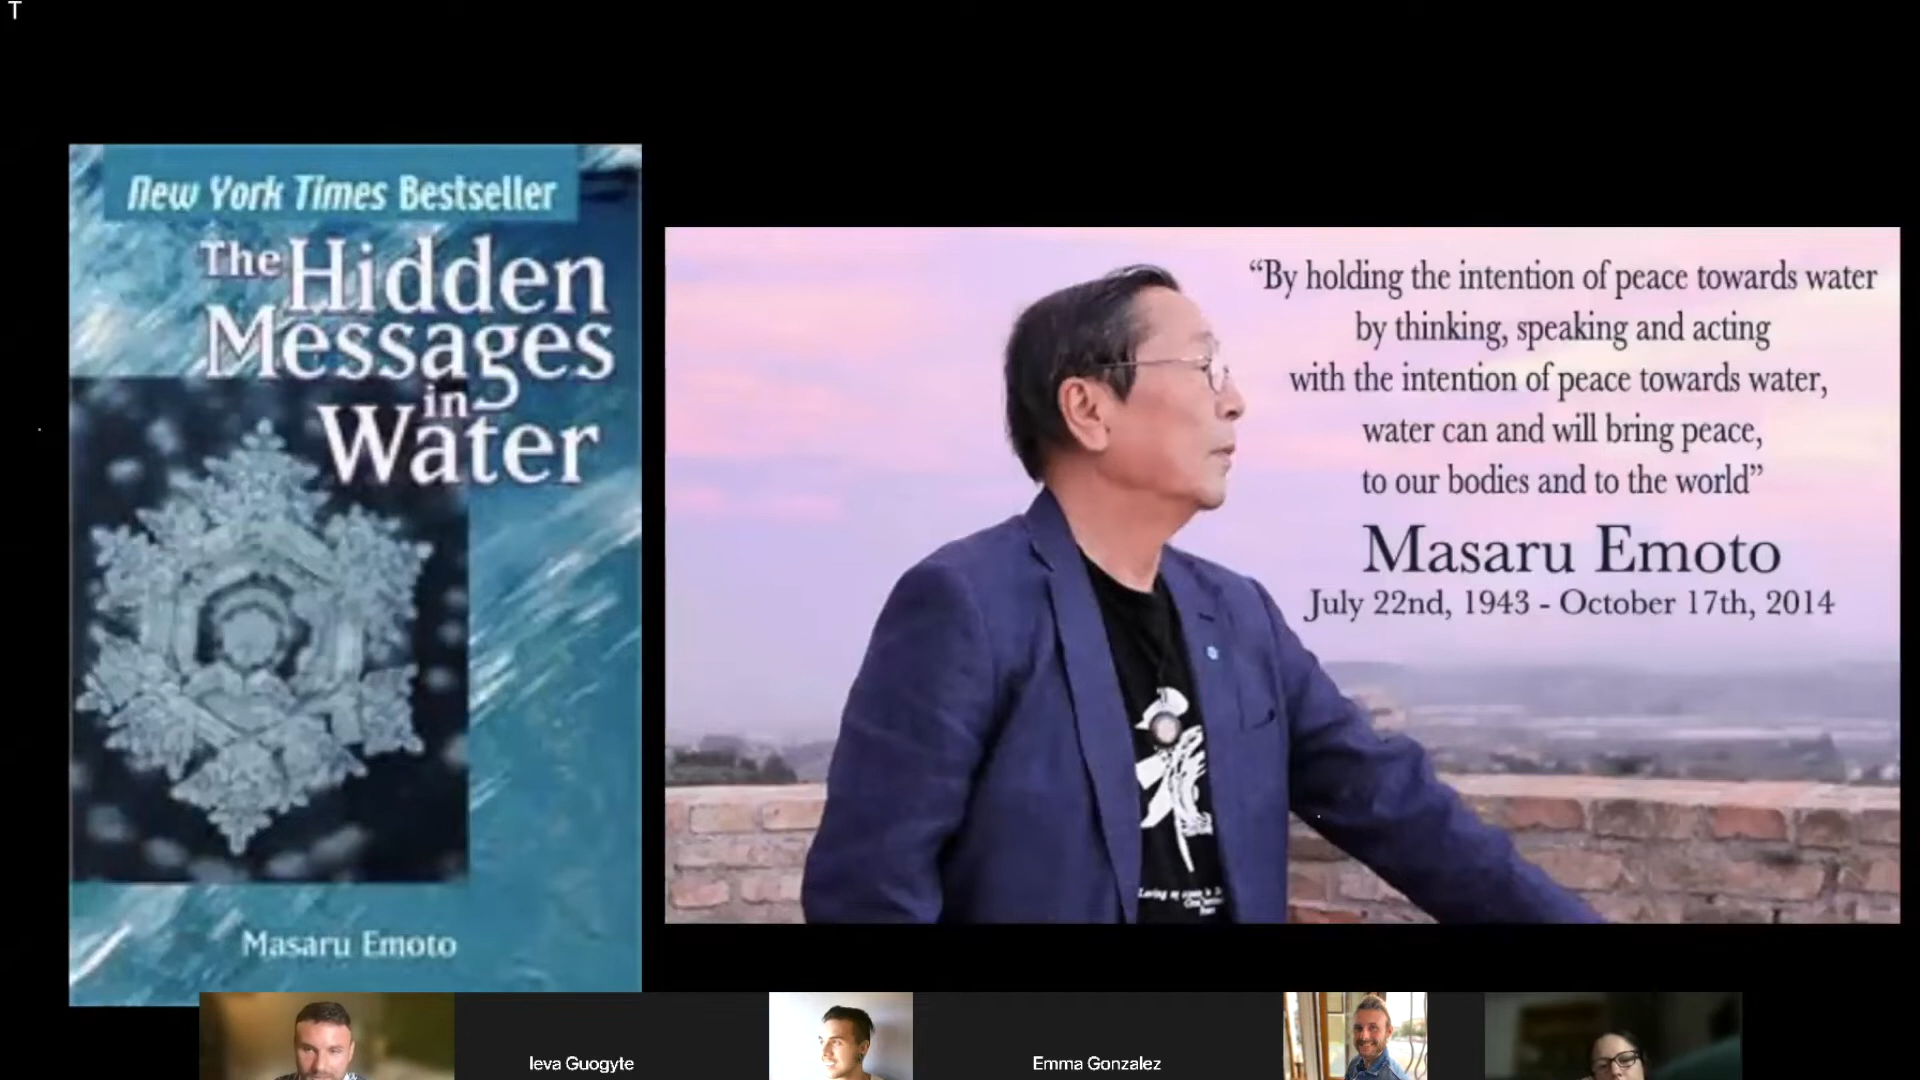 T
New York Times Bestseller
The Hidden
Messages
in
Water
Masaru Emoto
“By holding the intention of peace towards water
by thinking, speaking and acting
with the intention of peace towards water,
water can and will bring peace,
to our bodies and to the world”
Masaru Emoto
July 22nd, 1943 - October 17th, 2014
Ieva Guogyte
Emma Gonzalez